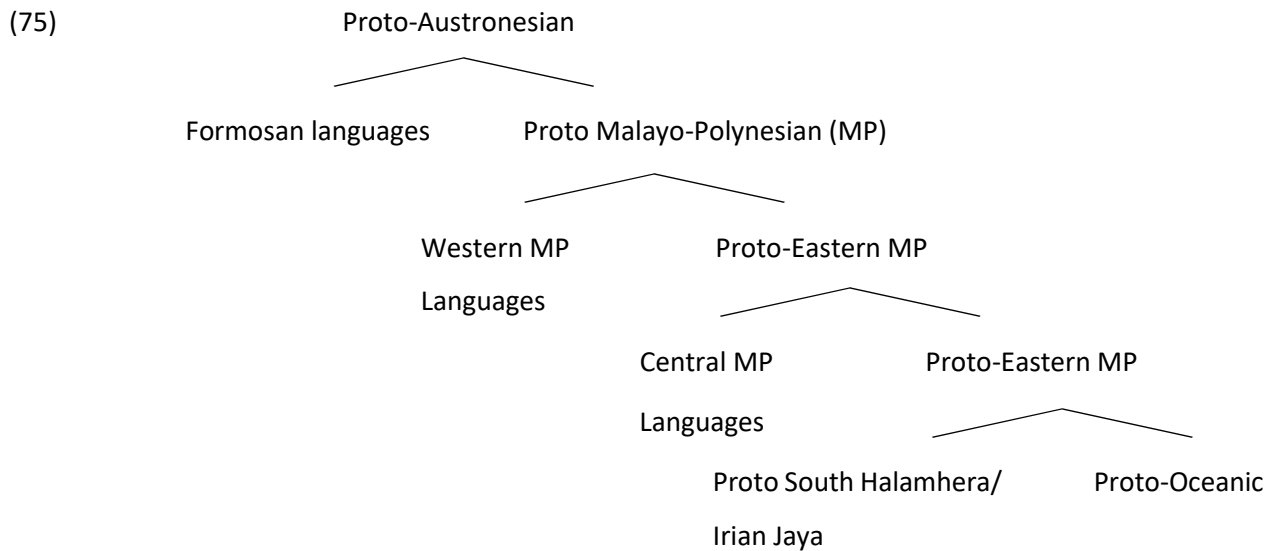 (75) Proto-Austronesian
Formosan languages Proto Malayo-Polynesian (MP)
Western MP Proto-Eastern MP
Languages
Central MP Proto-Eastern MP
Languages
Proto South Halamhera/ Proto-Oceanic
Irian Jaya